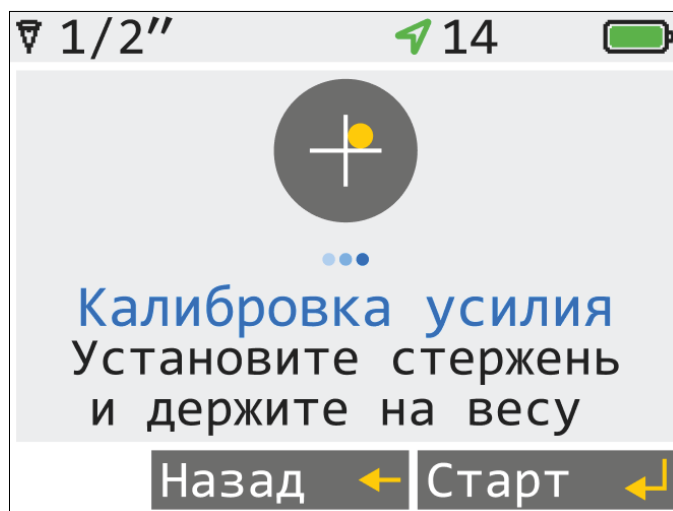 1/2″
14
Калибровка усилия
Установите стержень
и держите на весу
Назад
Старт